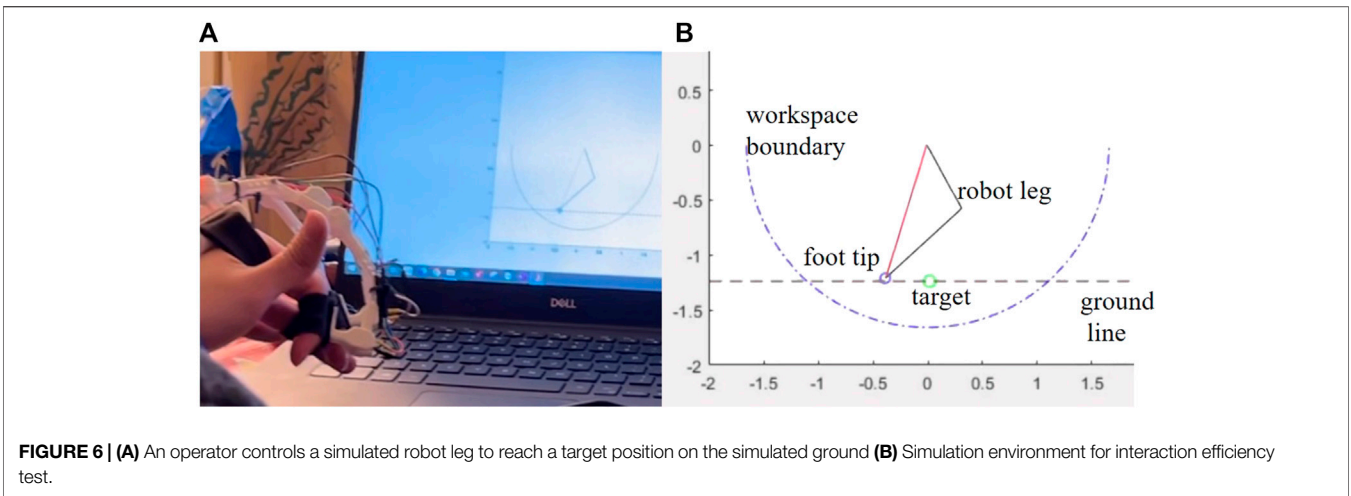 A
B
0.5
0
-0.5
-1
-1.5
-2
-2
-1.5
-1
-0.5
0
0.5
1
1.5
workspace
boundary
robot leg
foot tip
target
ground
line
DELL
FIGURE 6 | (A) An operator controls a simulated robot leg to reach a target position on the simulated ground (B) Simulation environment for interaction efficiency
test.